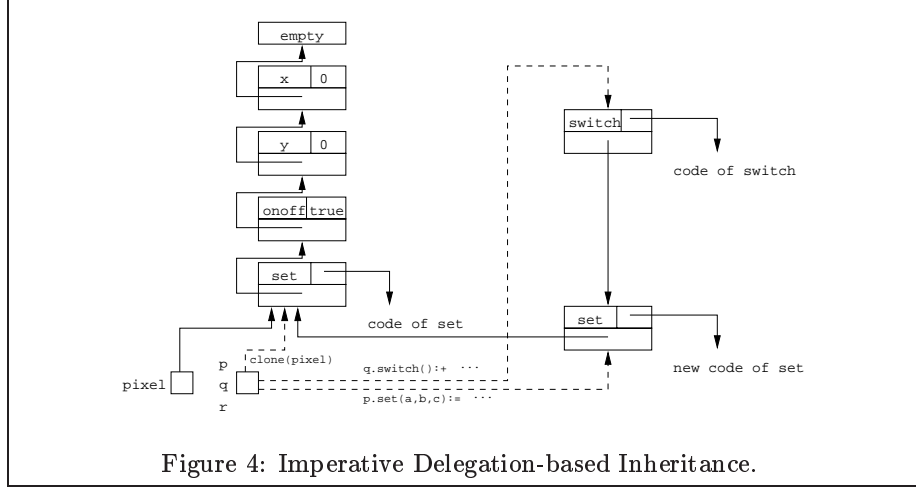 empty
x 0
y 0
switch
code of switch
onoff true
set
code of set
set
new code of set
clone(pixel)
p
q.switch():+ ...
pixel
q
p.set(a,b,c):= ...
r
Figure 4: Imperative Delegation-based Inheritance.